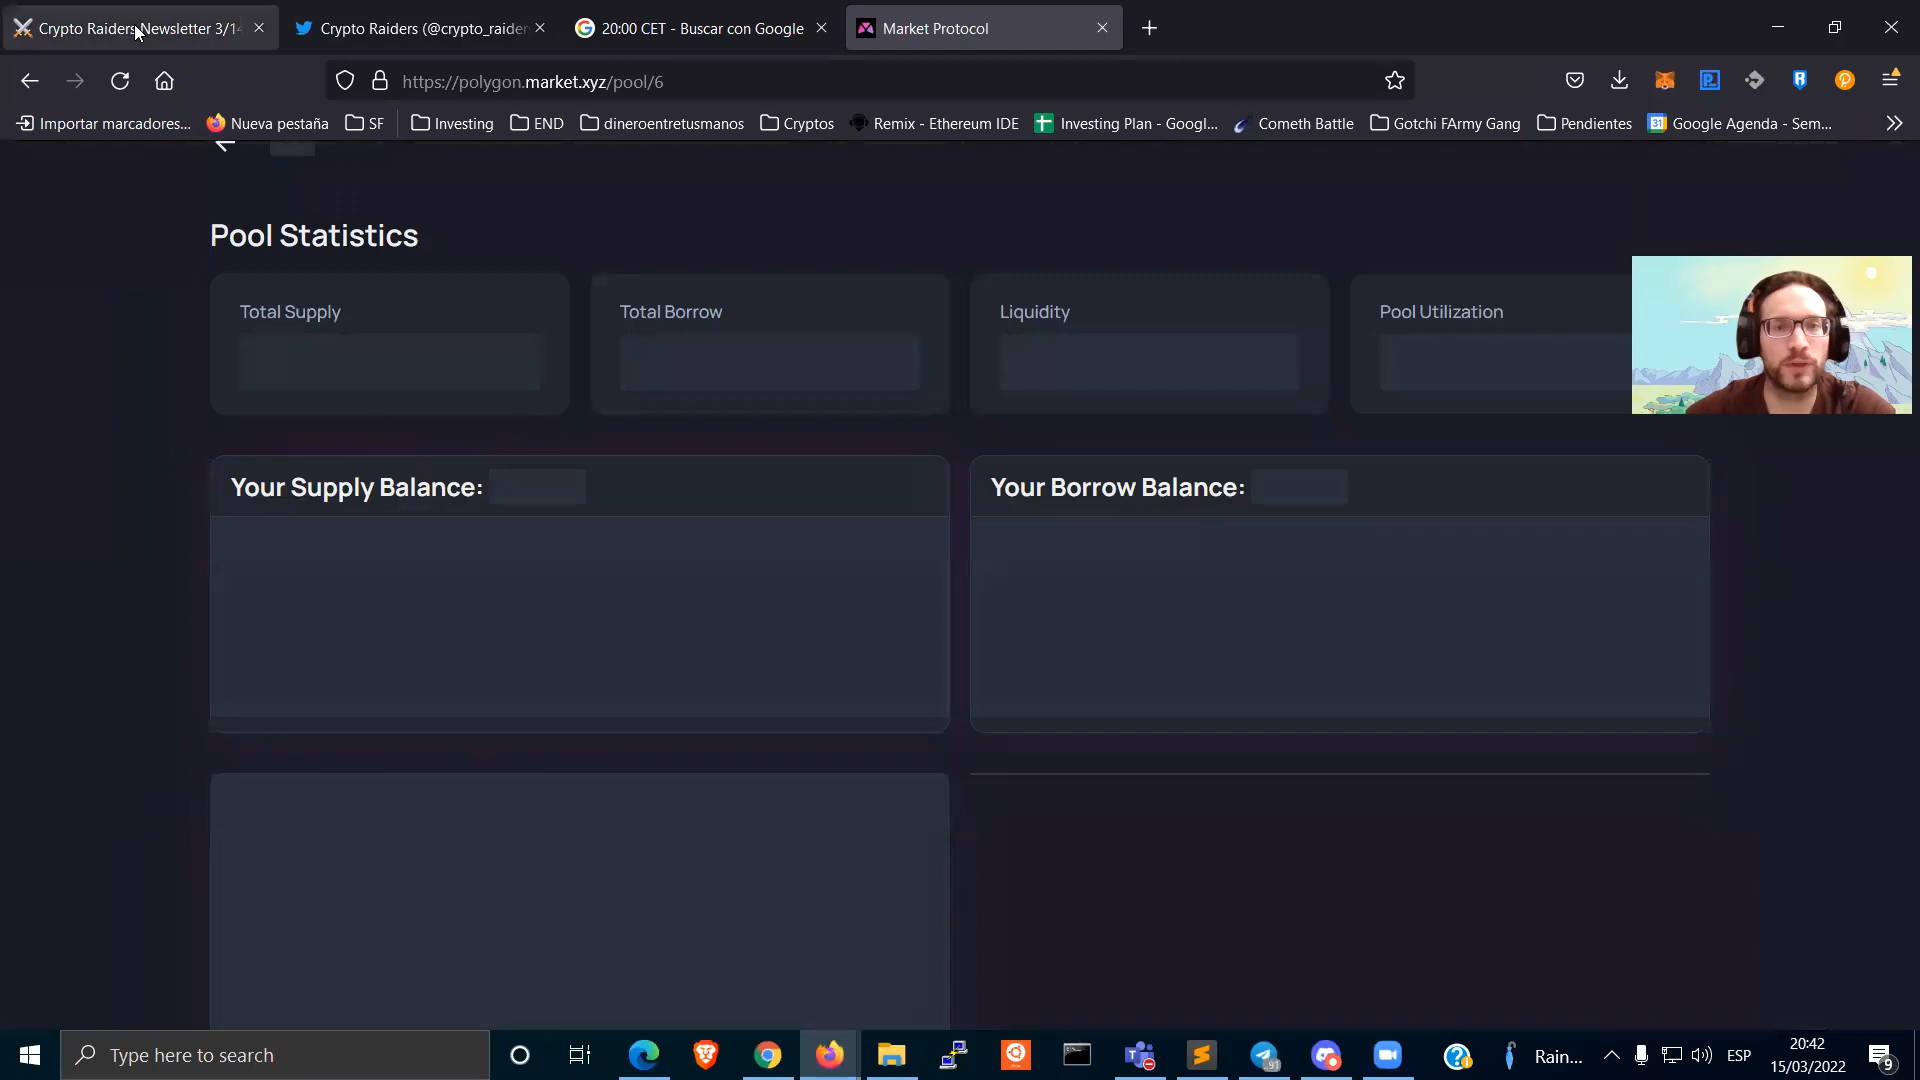 Crypto Raiders Newsletter 3/14
Crypto Raiders (@crypto_raider
20:00 CET - Buscar con Google
Market Protocol
https://polygon.market.xyz/pool/6
Importar marcadores...
Nueva pestaña
SF
Investing
END
dineroentretusmanos
Cryptos
Remix - Ethereum IDE
Investing Plan - Googl...
Cometh Battle
Gotchi FArmy Gang
Pendientes
Google Agenda - Sem...
Pool Statistics
Total Supply
Total Borrow
Liquidity
Pool Utilization
Your Supply Balance:
Your Borrow Balance:
Type here to search
91
Rain...
ESP
20:42
15/03/2022
9